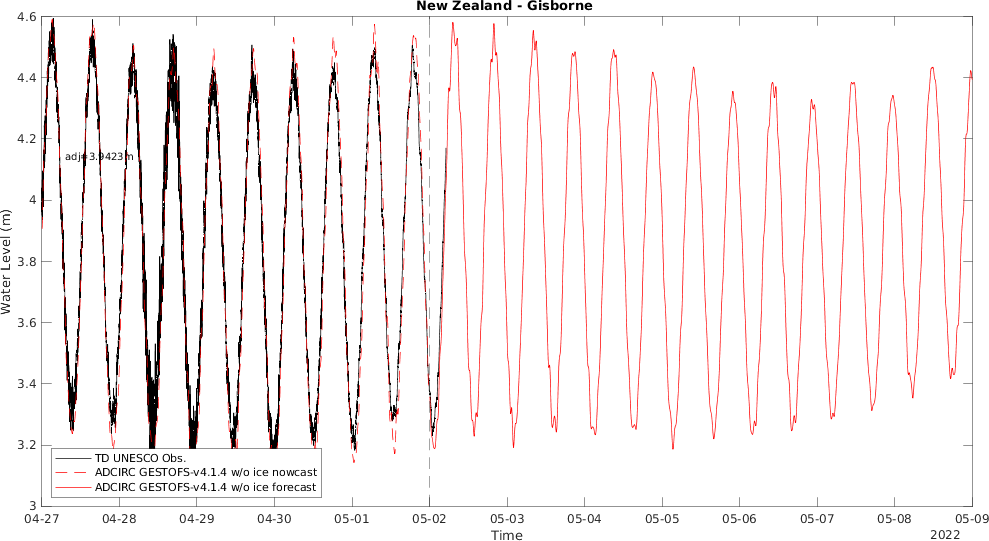 New Zealand - Gisborne
4.6
4.4
4.2
4
3.8
3.6
3.4
3.2
3
Water Level (m)
adj=3.9423 m
TD UNESCO Obs.
ADCIRC GESTOFS-v4.1.4 w/o ice nowcast
ADCIRC GESTOFS-v4.1.4 w/o ice forecast
04-27 04-28 04-29 04-30 05-01 05-02 05-03 05-04 05-05 05-06 05-07 05-08 05-09
Time
2022